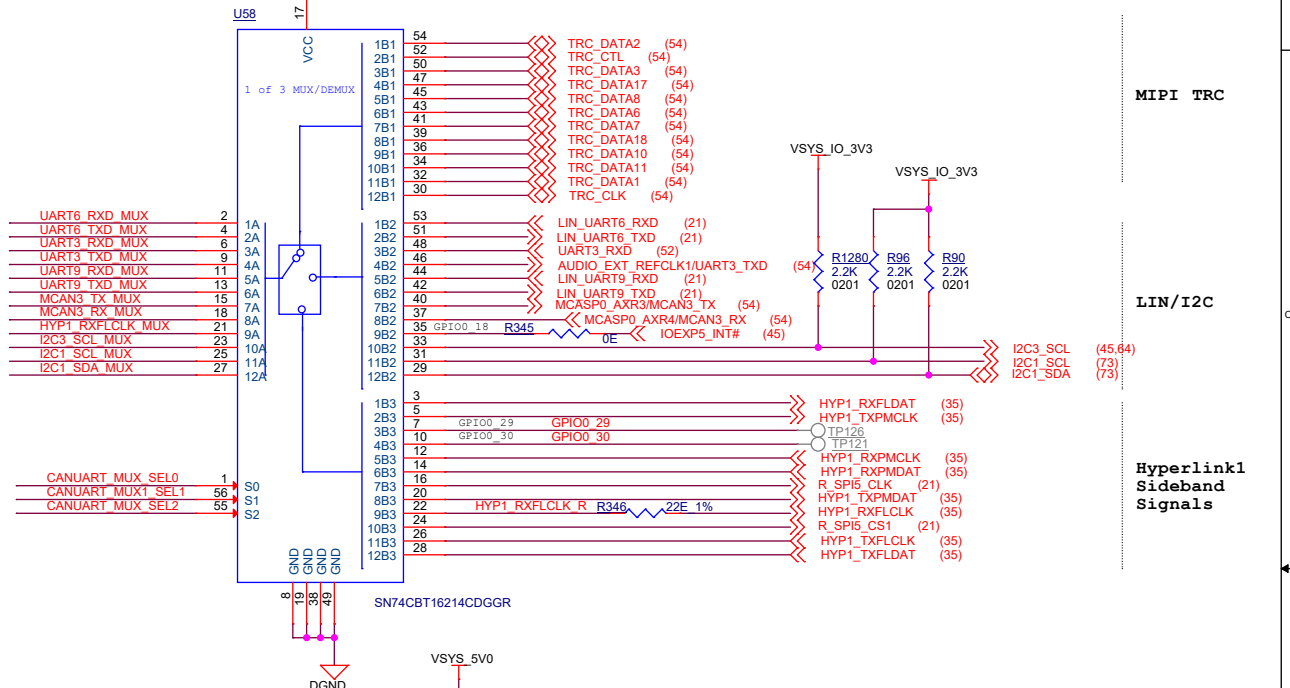 U58
17
VCC
1 of 3 MUX/DEMUX
1B1 54 TRC_DATA2 (54)
2B1 52 TRC_CTL (54)
3B1 50 TRC_DATA3 (54)
4B1 47 TRC_DATA17 (54)
5B1 45 TRC_DATA8 (54)
6B1 43 TRC_DATA6 (54)
7B1 41 TRC_DATA7 (54)
8B1 39 TRC_DATA18 (54)
9B1 36 TRC_DATA10 (54)
10B1 34 TRC_DATA11 (54)
11B1 32 TRC_DATA1 (54)
12B1 30 TRC_CLK (54)
MIPI TRC
VSYS_IO_3V3
VSYS_IO_3V3
UART6_RXD_MUX 2 1A
UART6_TXD_MUX 4 2A
UART3_RXD_MUX 6 3A
UART3_TXD_MUX 9 4A
UART9_RXD_MUX 11 5A
UART9_TXD_MUX 13 6A
MCAN3_TX_MUX 15 7A
MCAN3_RX_MUX 18 8A
HYP1_RXFLCLK_MUX 21 9A
I2C3_SCL_MUX 23 10A
I2C1_SCL_MUX 25 11A
I2C1_SDA_MUX 27 12A
1B2 53 LIN_UART6_RXD (21)
2B2 51 LIN_UART6_TXD (21)
3B2 48 UART3_RXD (52)
4B2 46 AUDIO_EXT_REFCLK1/UART3_TXD (54)
5B2 44 LIN_UART9_RXD (21)
6B2 42 LIN_UART9_TXD (21)
7B2 40 MCASP0_AXR3/MCAN3_TX (54)
8B2 37 MCASP0_AXR4/MCAN3_RX (54)
9B2 35 GPIO0_18 R345 0E IOEXP5_INT# (45)
10B2 33 I2C3_SCL (45,64)
11B2 31 I2C1_SCL (73)
12B2 29 I2C1_SDA (73)
R1280
2.2K
0201
R96
2.2K
0201
R90
2.2K
0201
LIN/I2C
C
1B3 3 HYP1_RXFLDAT (35)
2B3 5 HYP1_TXPMCLK (35)
3B3 7 GPIO0_29 GPIO0_29 TP126
4B3 10 GPIO0_30 GPIO0_30 TP121
5B3 12 HYP1_RXPMCLK (35)
6B3 14 HYP1_RXPMDAT (35)
7B3 16 R_SPI5_CLK (21)
8B3 20 HYP1_TXPMDAT (35)
9B3 22 HYP1_RXFLCLK_R R346 22E_1% HYP1_RXFLCLK (35)
10B3 24 R_SPI5_CS1 (21)
11B3 26 HYP1_TXFLCLK (35)
12B3 28 HYP1_TXFLDAT (35)
Hyperlink1
Sideband
Signals
CANUART_MUX_SEL0 1 S0
CANUART_MUX1_SEL1 56 S1
CANUART_MUX_SEL2 55 S2
GND GND GND GND
8 19 38 49
SN74CBT16214CDGGR
DGND
VSYS_5V0